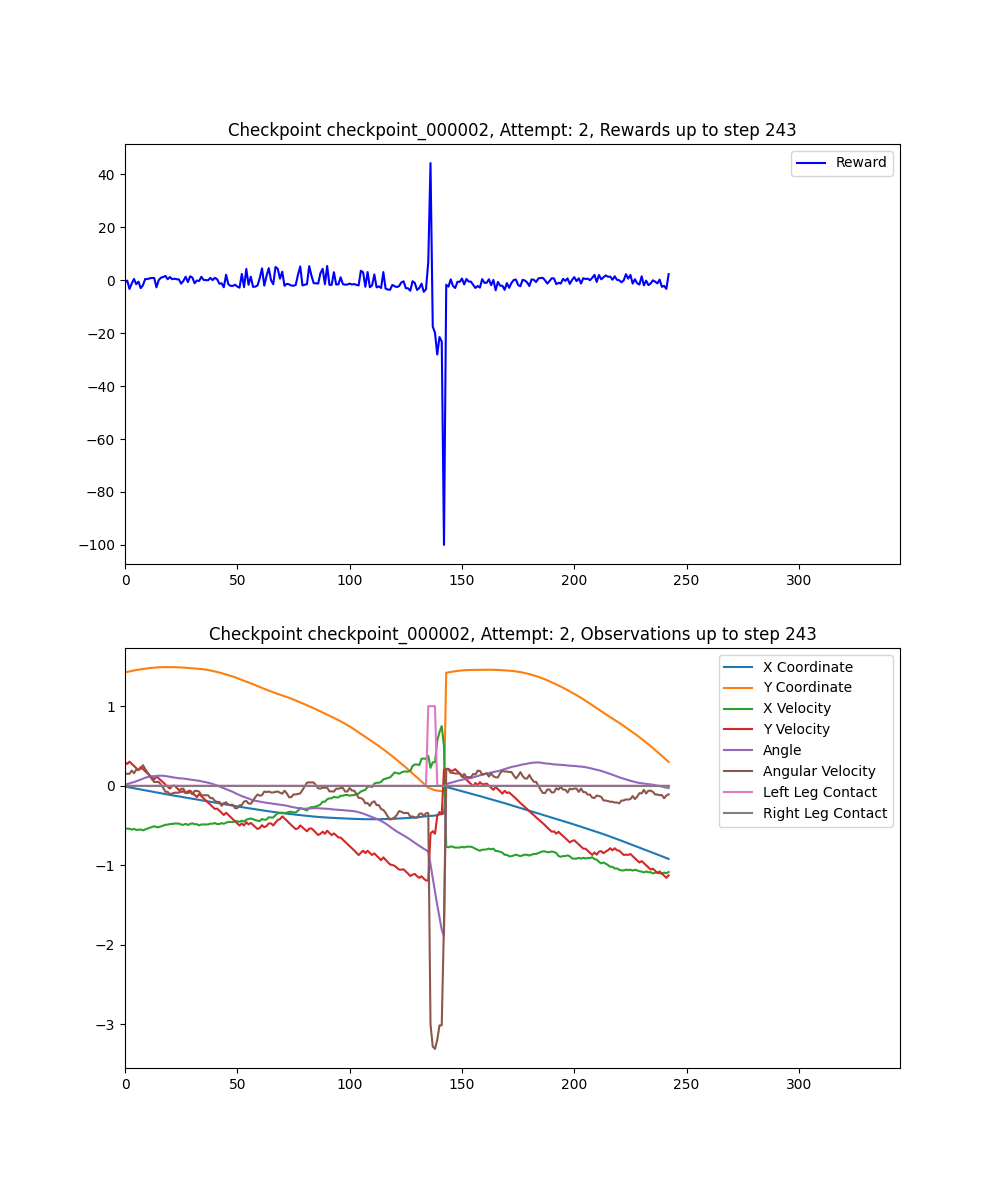 Checkpoint checkpoint_000002, Attempt: 2, Rewards up to step 243
Reward
40
20
0
−20
−40
−60
−80
−100
0 50 100 150 200 250 300
Checkpoint checkpoint_000002, Attempt: 2, Observations up to step 243
X Coordinate
Y Coordinate
X Velocity
Y Velocity
Angle
Angular Velocity
Left Leg Contact
Right Leg Contact
1
0
−1
−2
−3
0 50 100 150 200 250 300